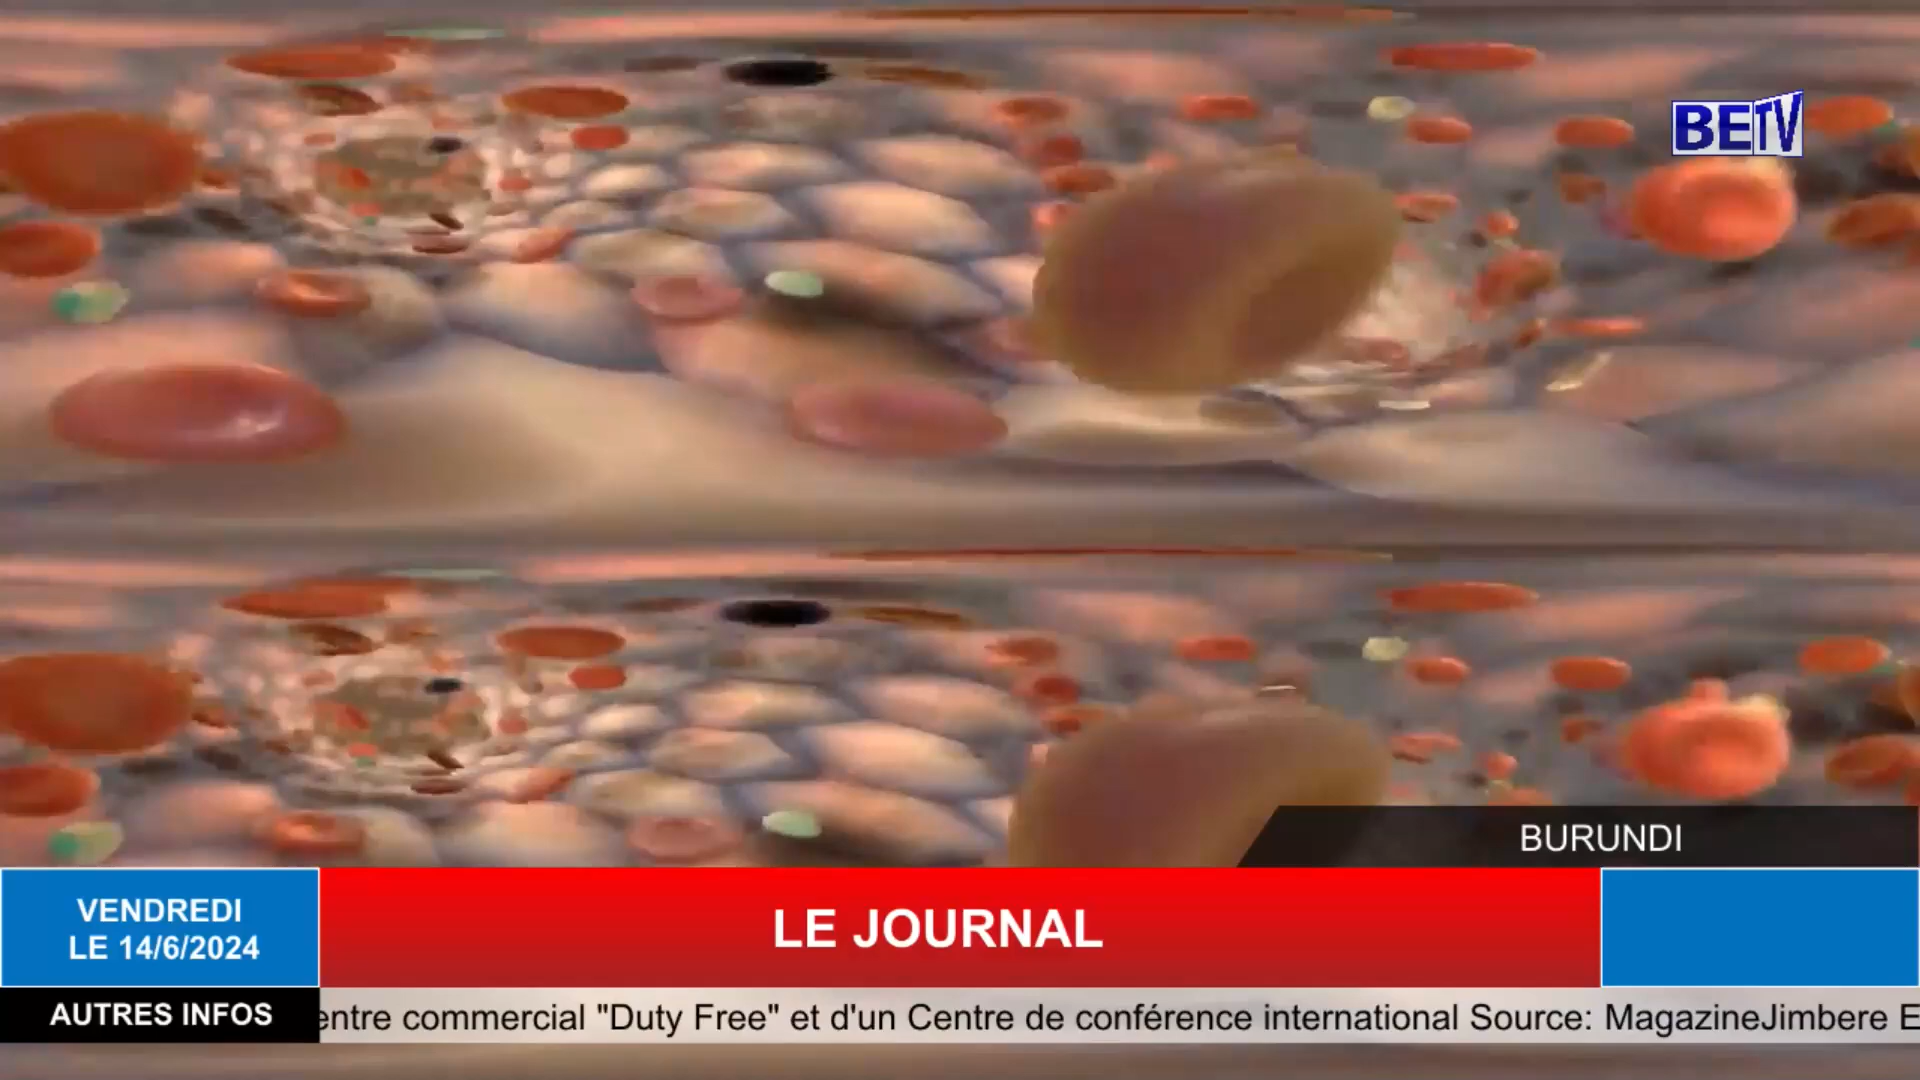 BETV
BURUNDI
VENDREDI
LE 14/6/2024
LE JOURNAL
AUTRES INFOS
entre commercial "Duty Free" et d'un Centre de conférence international Source: MagazineJimbere E